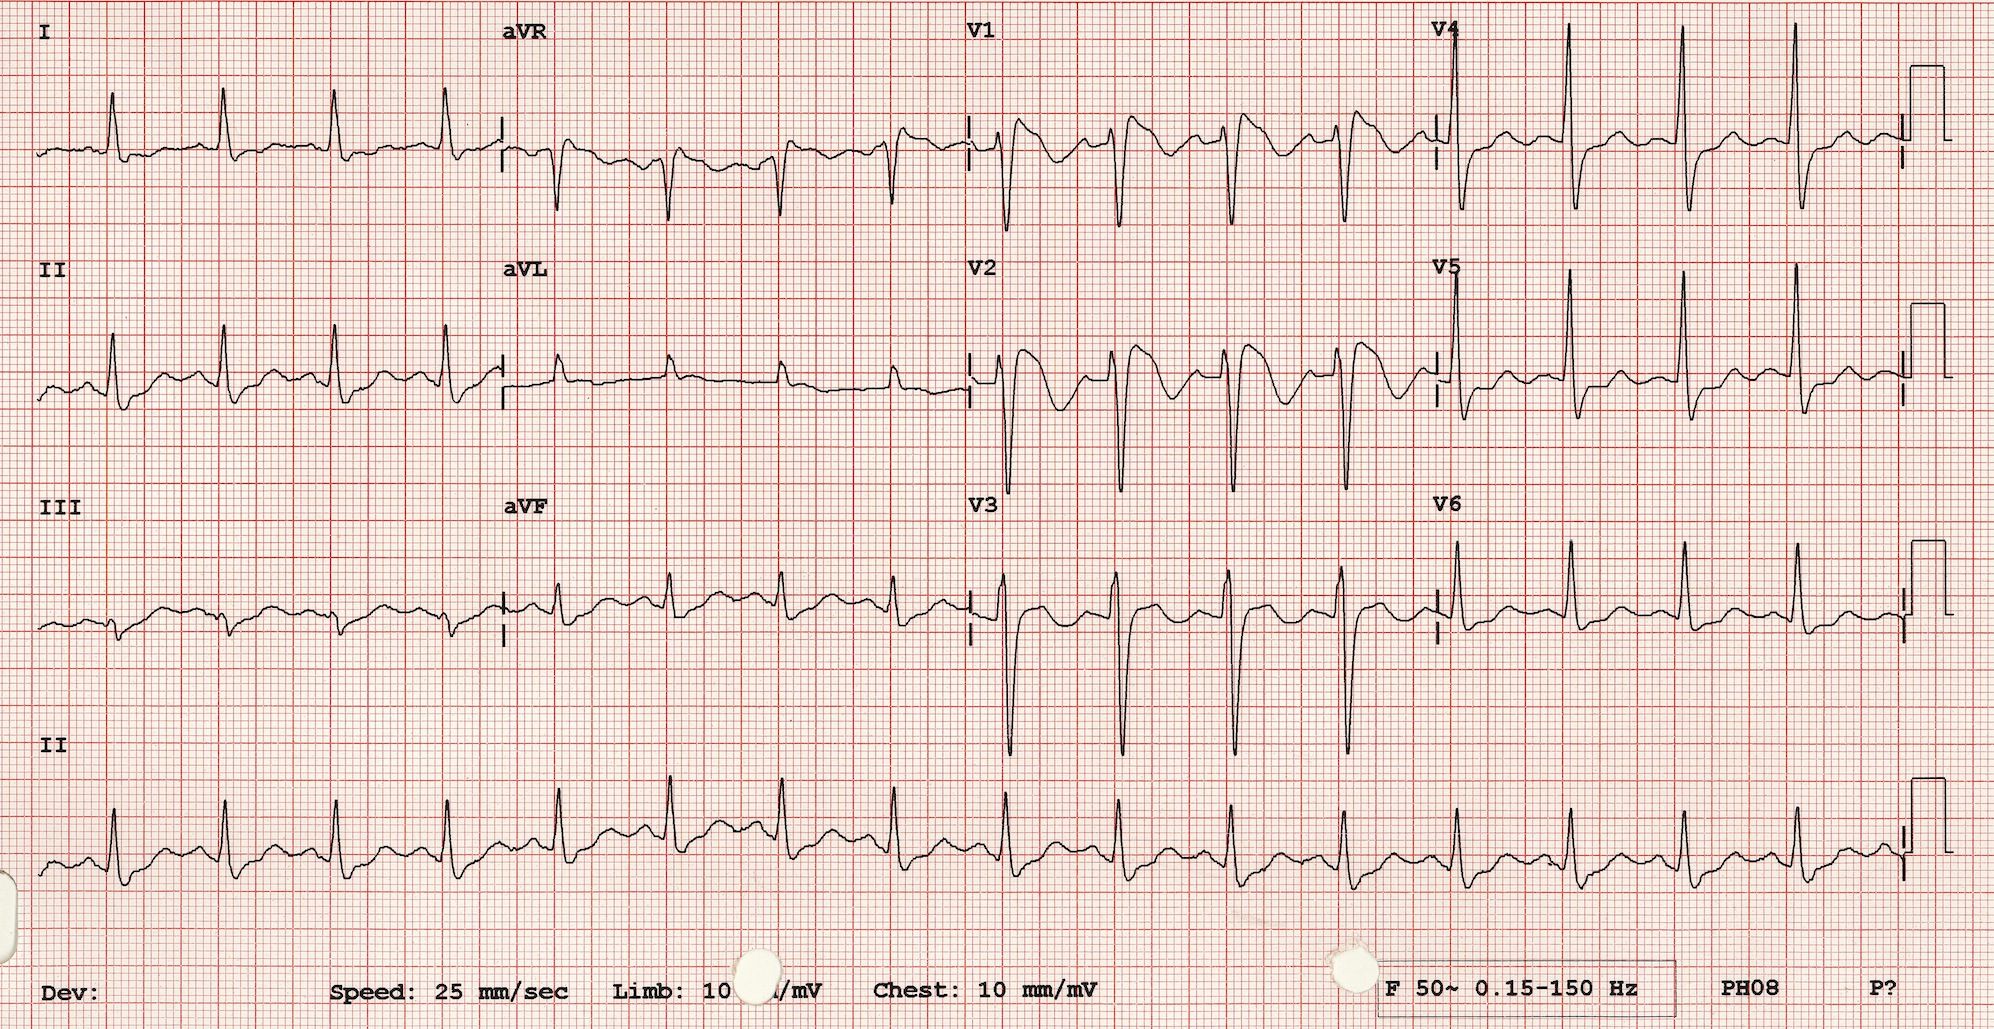 I aVR V1 V4
II aVL V2 V5
III aVF V3 V6
II
Dev: Speed: 25 mm/sec Limb: 10 /mV Chest: 10 mm/mV F 50~ 0.15-150 Hz PH08 P?